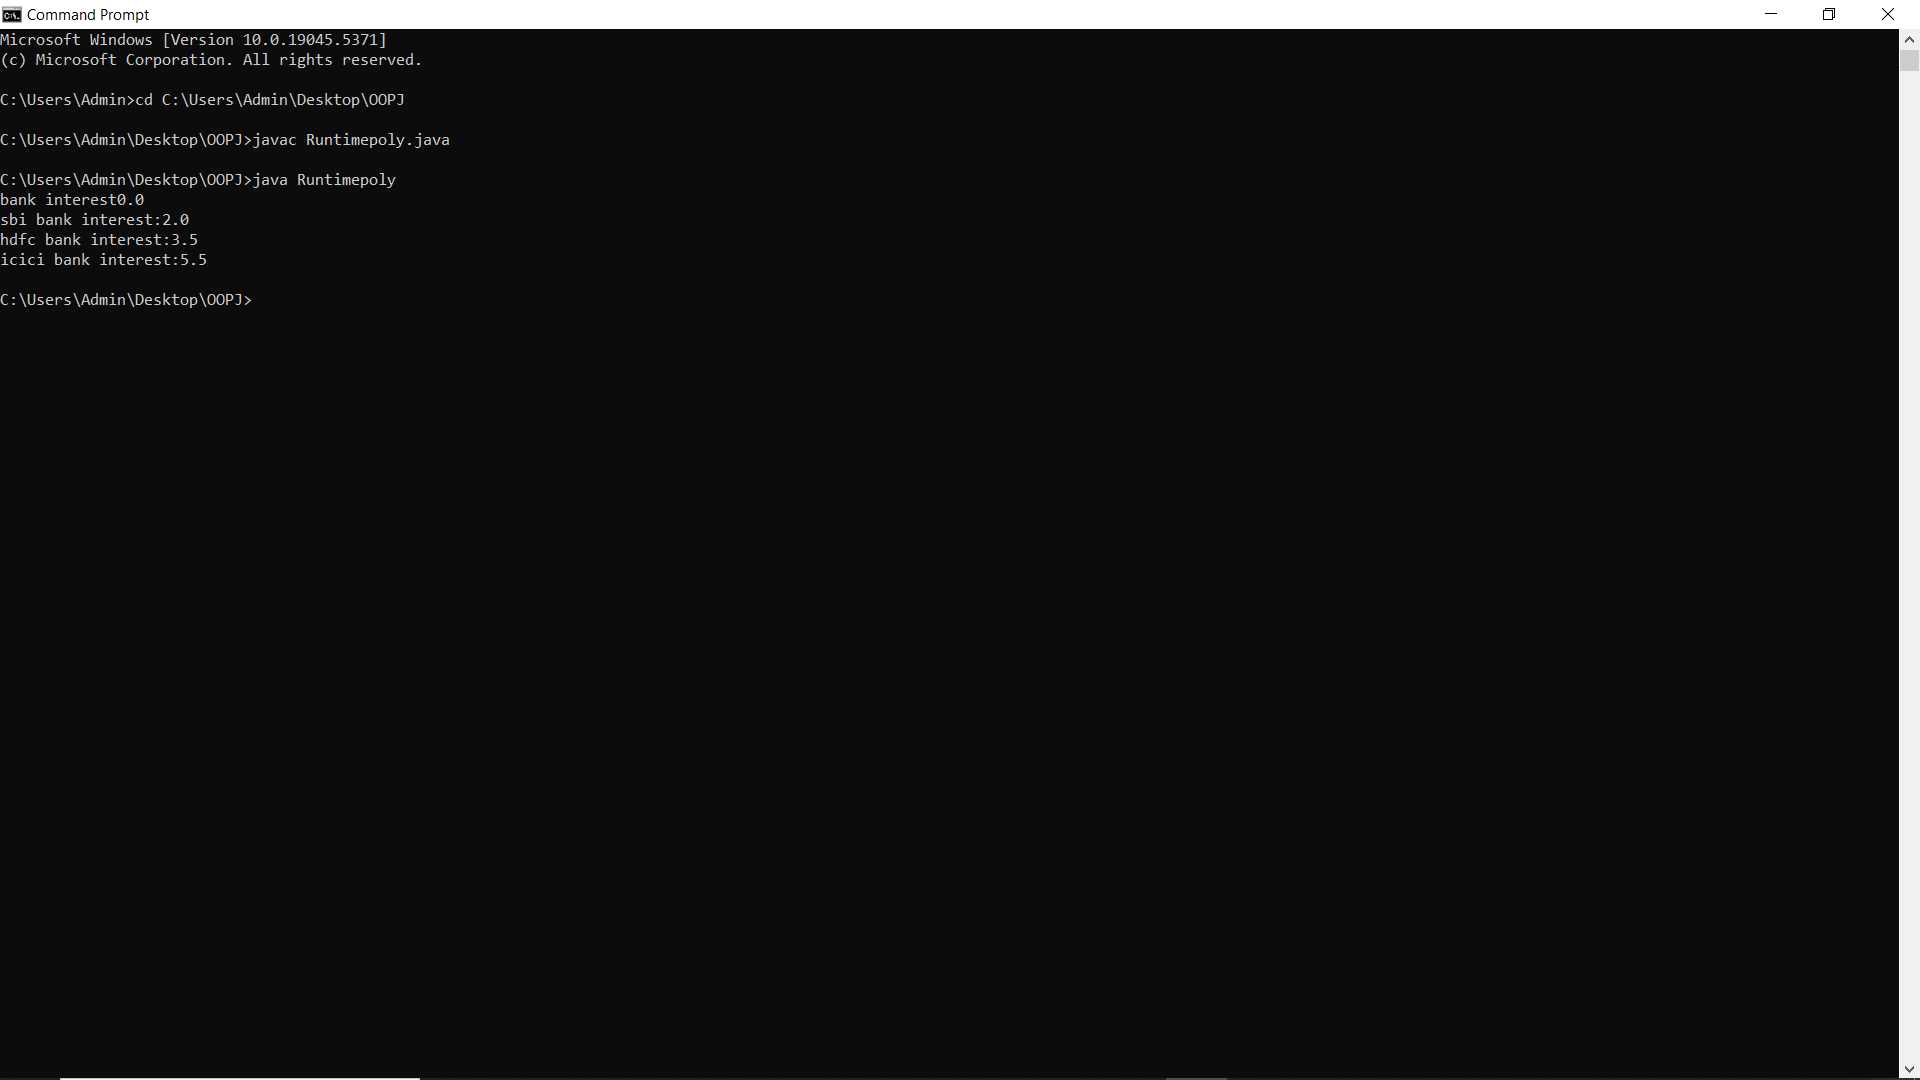 Command Prompt
Microsoft Windows [Version 10.0.19045.5371]
(c) Microsoft Corporation. All rights reserved.
C:\Users\Admin>cd C:\Users\Admin\Desktop\OOPJ
C:\Users\Admin\Desktop\OOPJ>javac Runtimepoly.java
C:\Users\Admin\Desktop\OOPJ>java Runtimepoly
bank interest0.0
sbi bank interest:2.0
hdfc bank interest:3.5
icici bank interest:5.5
C:\Users\Admin\Desktop\OOPJ>